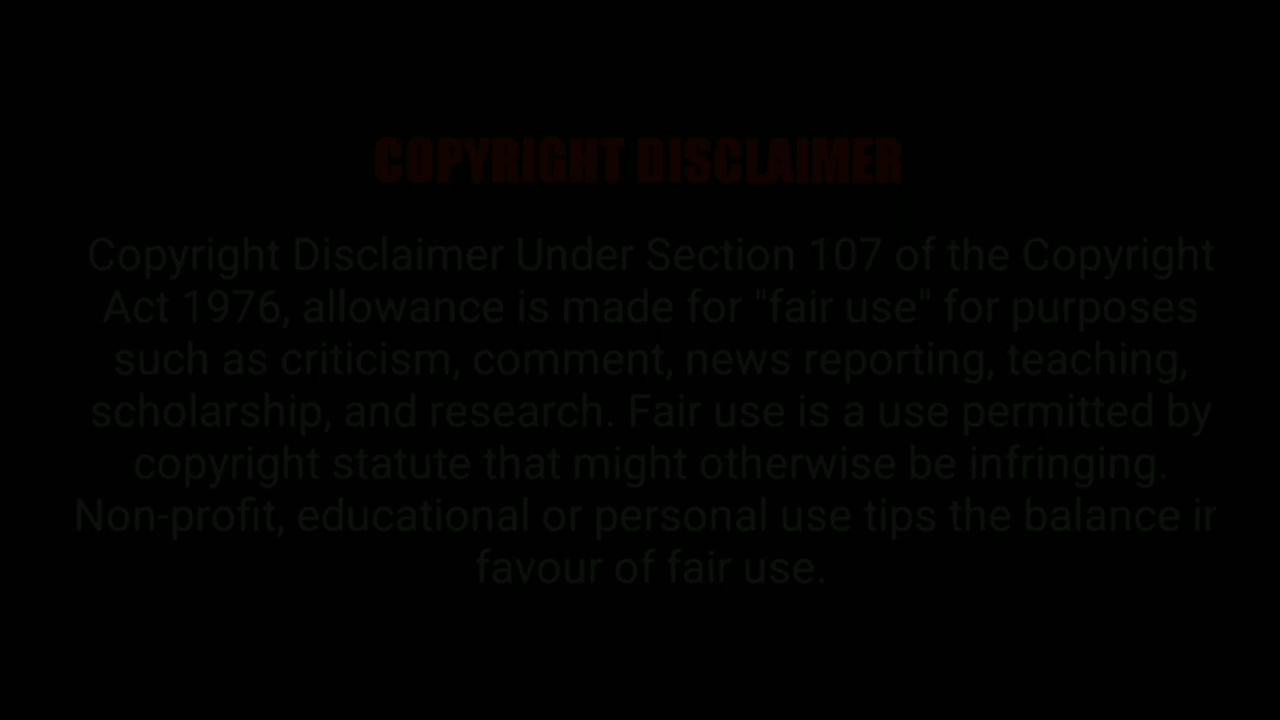 COPYRIGHT DISCLAIMER
Copyright Disclaimer Under Section 107 of the Copyright
Act 1976, allowance is made for "fair use" for purposes
such as criticism, comment, news reporting, teaching,
scholarship, and research. Fair use is a use permitted by
copyright statute that might otherwise be infringing.
Non-profit, educational or personal use tips the balance ir
favour of fair use.